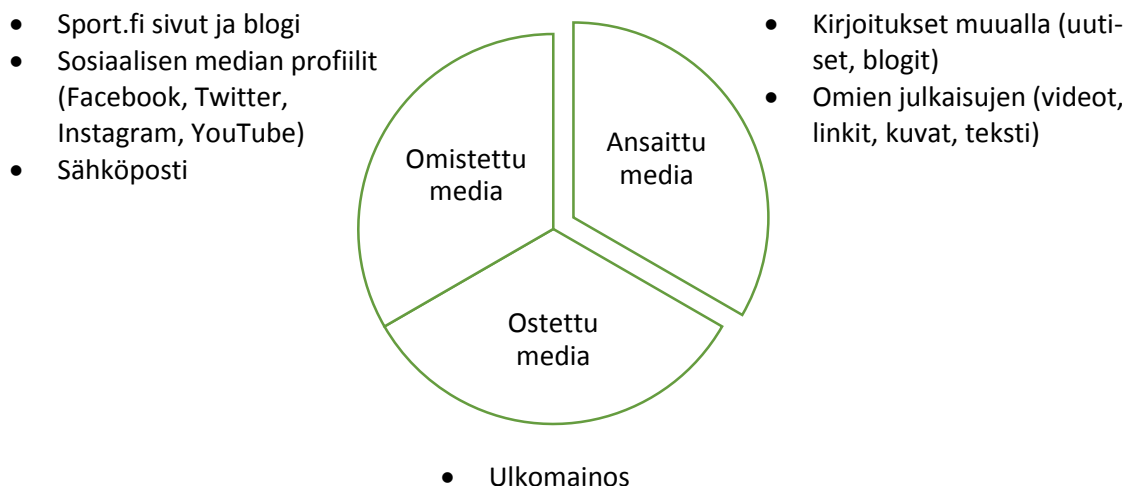 • Sport.fi sivut ja blogi
• Sosiaalisen median profiilit
(Facebook, Twitter,
Instagram, YouTube)
• Sähköposti
Omistettu
media
Ansaittu
media
• Kirjoitukset muualla (uuti-
set, blogit)
• Omien julkaisujen (videot,
linkit, kuvat, teksti)
Ostettu
media
• Ulkomainos